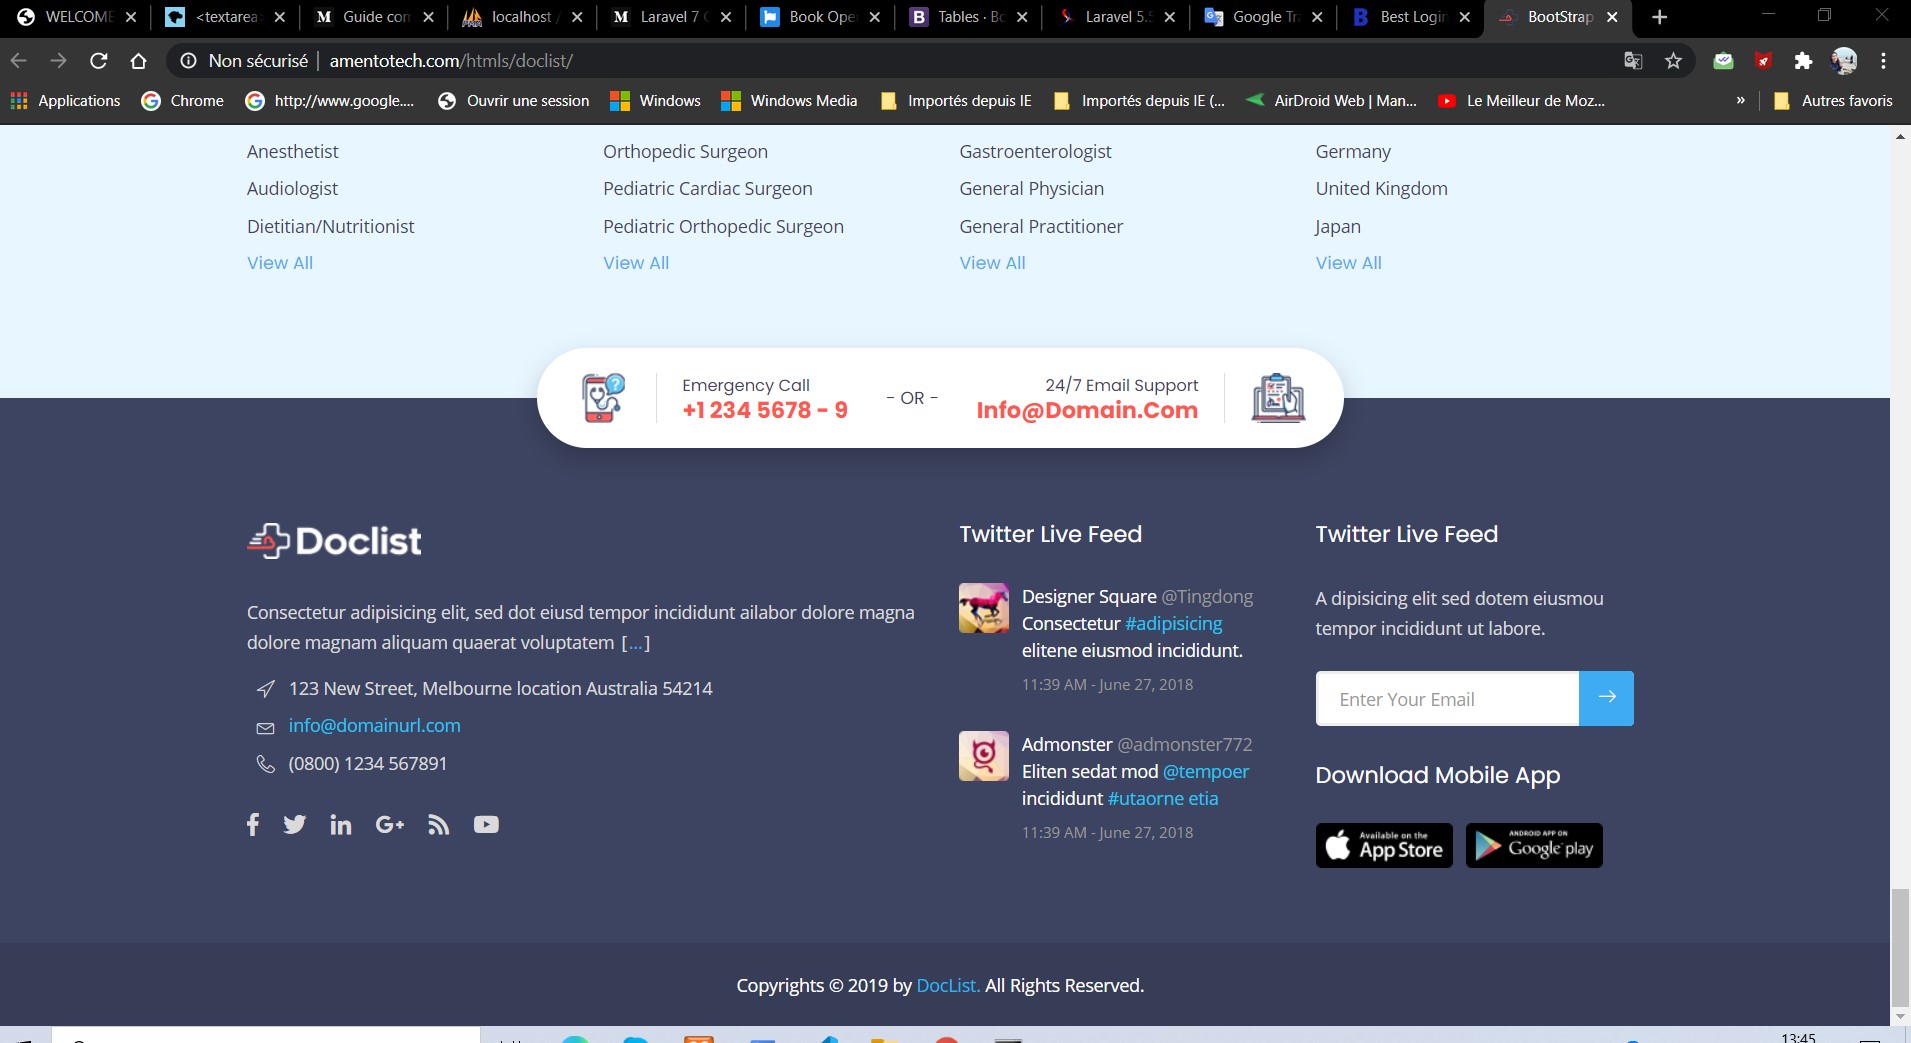 WELCOME
<textarea
Guide con
localhost /
Laravel 7 C
Book Ope
Tables · Bo
Laravel 5.5
Google Tra
Best Login
BootStrap
Non sécurisé | amentotech.com/htmls/doclist/
Applications
Chrome
http://www.google....
Ouvrir une session
Windows
Windows Media
Importés depuis IE
Importés depuis IE (...
AirDroid Web | Man...
Le Meilleur de Moz...
»
Autres favoris
Anesthetist
Audiologist
Dietitian/Nutritionist
View All
Orthopedic Surgeon
Pediatric Cardiac Surgeon
Pediatric Orthopedic Surgeon
View All
Gastroenterologist
General Physician
General Practitioner
View All
Germany
United Kingdom
Japan
View All
Emergency Call
+1 234 5678 - 9
- OR -
24/7 Email Support
Info@Domain.Com
Doclist
Consectetur adipisicing elit, sed dot eiusd tempor incididunt ailabor dolore magna
dolore magnam aliquam quaerat voluptatem [...]
123 New Street, Melbourne location Australia 54214
info@domainurl.com
(0800) 1234 567891
Twitter Live Feed
Designer Square @Tingdong
Consectetur #adipisicing
elitene eiusmod incididunt.
11:39 AM - June 27, 2018
Admonster @admonster772
Eliten sedat mod @tempoer
incididunt #utaorne etia
11:39 AM - June 27, 2018
Twitter Live Feed
A dipisicing elit sed dotem eiusmou
tempor incididunt ut labore.
Enter Your Email
Download Mobile App
Available on the
App Store
ANDROID APP ON
Google play
Copyrights © 2019 by DocList. All Rights Reserved.
13:45